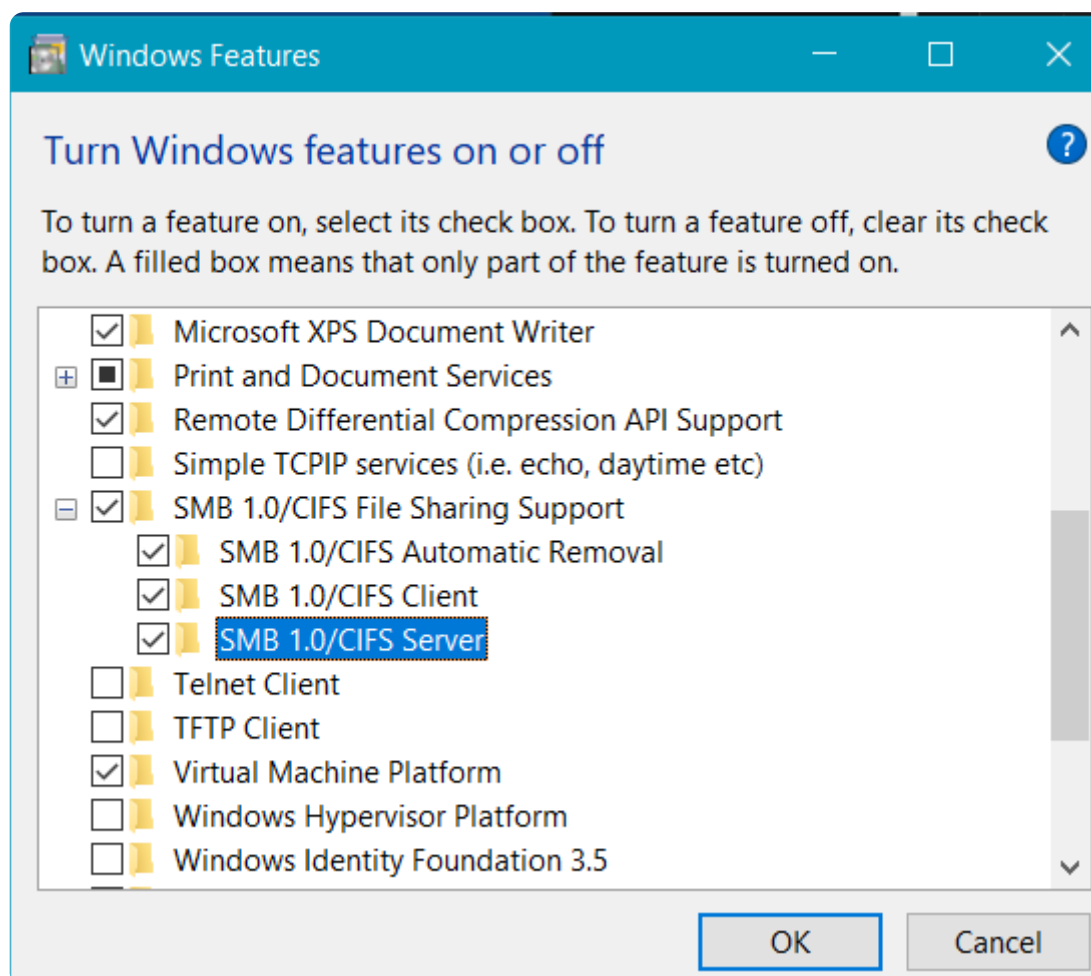 Windows Features
Turn Windows features on or off
?
To turn a feature on, select its check box. To turn a feature off, clear its check
box. A filled box means that only part of the feature is turned on.
Microsoft XPS Document Writer
Print and Document Services
Remote Differential Compression API Support
Simple TCPIP services (i.e. echo, daytime etc)
SMB 1.0/CIFS File Sharing Support
SMB 1.0/CIFS Automatic Removal
SMB 1.0/CIFS Client
SMB 1.0/CIFS Server
Telnet Client
TFTP Client
Virtual Machine Platform
Windows Hypervisor Platform
Windows Identity Foundation 3.5
OK Cancel